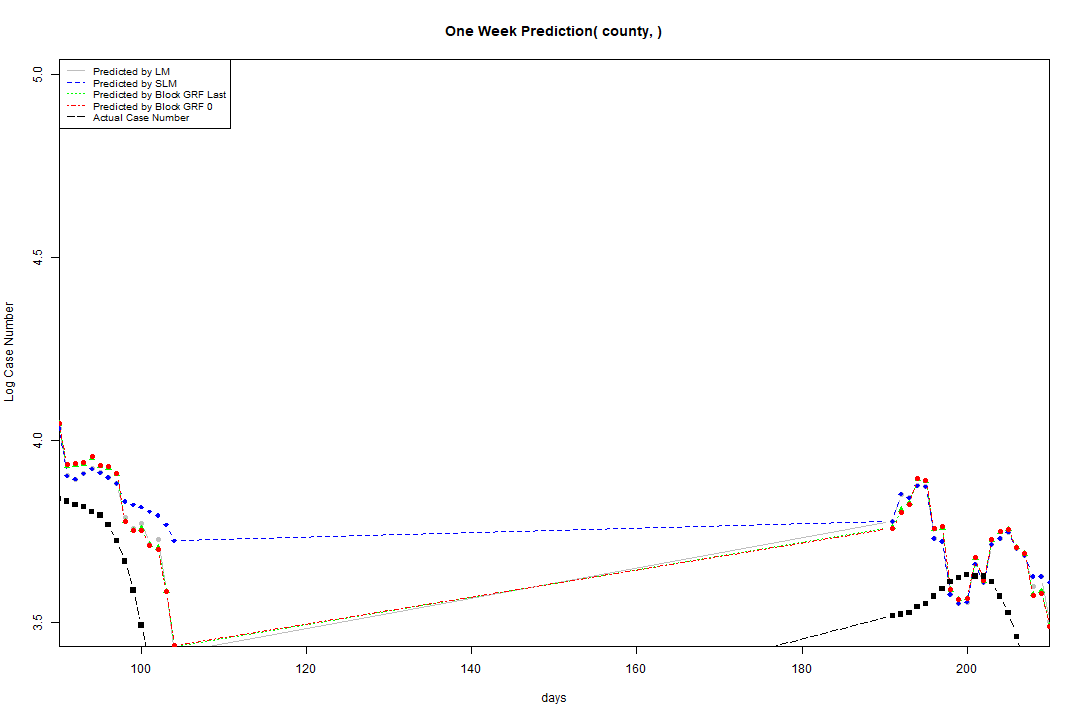 One Week Prediction( county, )
Predicted by LM
Predicted by SLM
Predicted by Block GRF Last
Predicted by Block GRF 0
Actual Case Number
5.0
4.5
4.0
3.5
Log Case Number
100 120 140 160 180 200
days